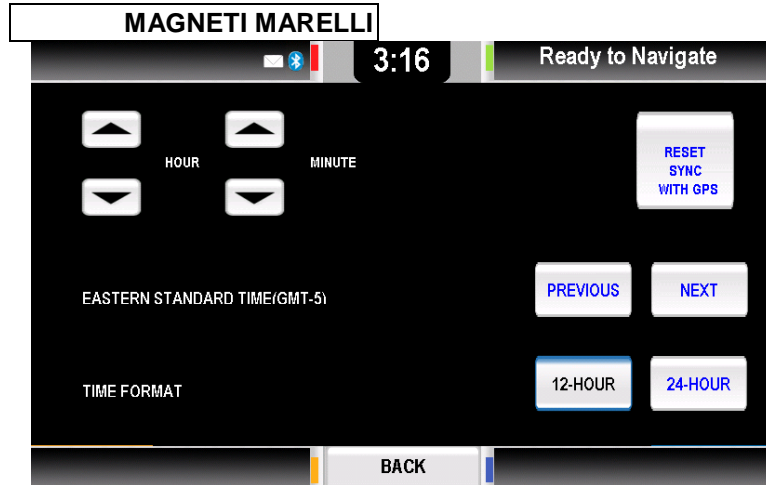 MAGNETI MARELLI
3:16
Ready to Navigate
HOUR
MINUTE
RESET
SYNC
WITH GPS
EASTERN STANDARD TIME(GMT-5)
PREVIOUS
NEXT
TIME FORMAT
12-HOUR
24-HOUR
BACK